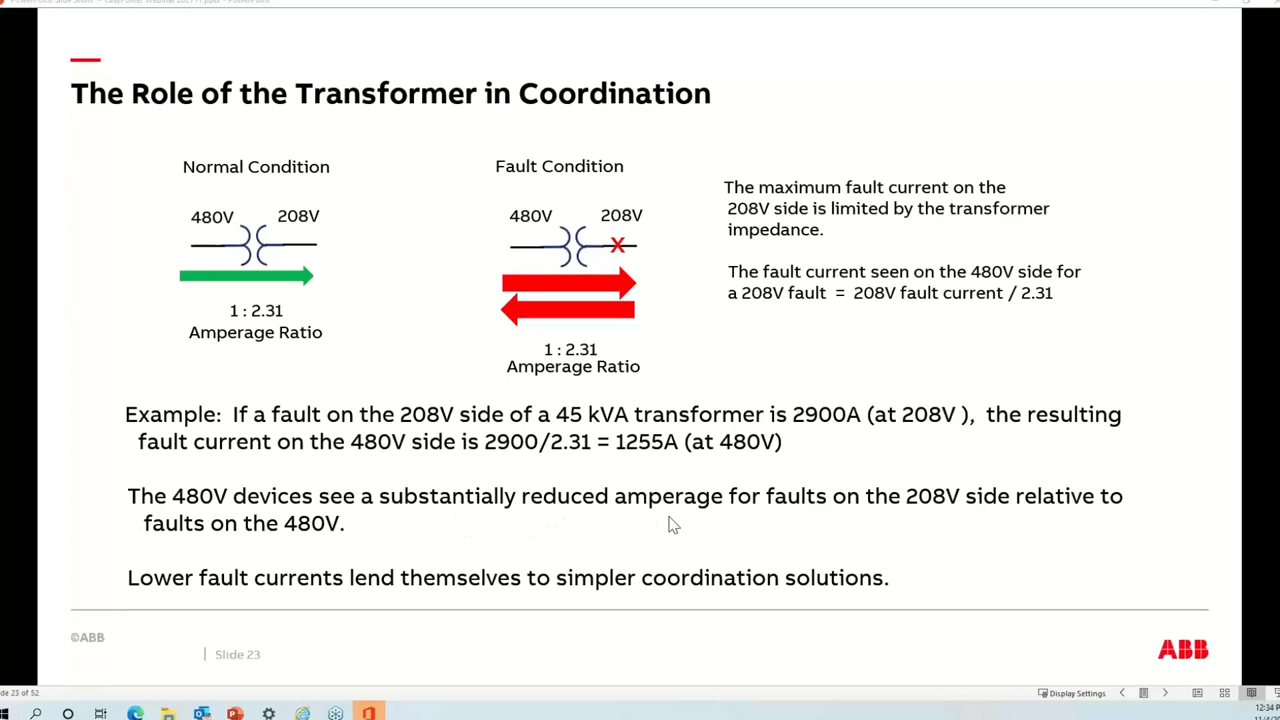 The Role of the Transformer in Coordination
Normal Condition
480V 208V
1 : 2.31
Amperage Ratio
Fault Condition
480V 208V
X
1 : 2.31
Amperage Ratio
The maximum fault current on the
208V side is limited by the transformer
impedance.
The fault current seen on the 480V side for
a 208V fault = 208V fault current / 2.31
Example: If a fault on the 208V side of a 45 kVA transformer is 2900A (at 208V ), the resulting
fault current on the 480V side is 2900/2.31 = 1255A (at 480V)
The 480V devices see a substantially reduced amperage for faults on the 208V side relative to
faults on the 480V.
Lower fault currents lend themselves to simpler coordination solutions.
©ABB
Slide 23
ABB
de 23 of 52
Display Settings
12:34 P